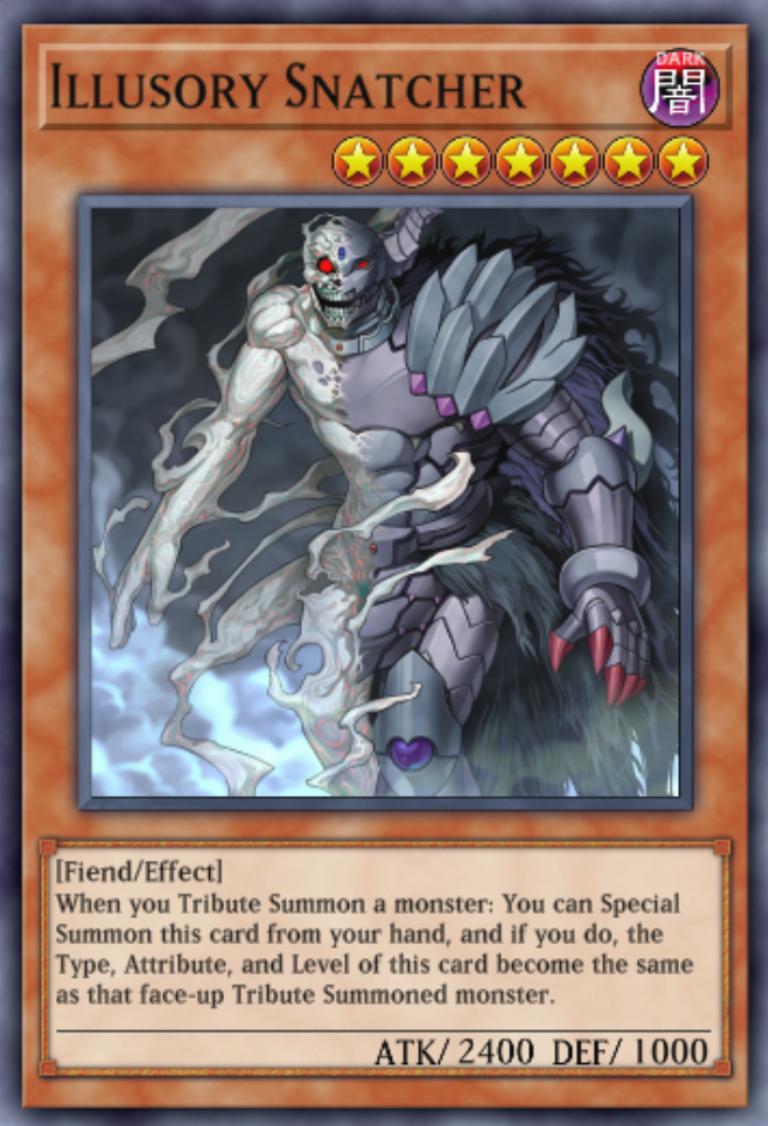 Illusory Snatcher
DARK
闇
[Fiend/Effect]
When you Tribute Summon a monster: You can Special
Summon this card from your hand, and if you do, the
Type, Attribute, and Level of this card become the same
as that face-up Tribute Summoned monster.
ATK/ 2400 DEF/ 1000